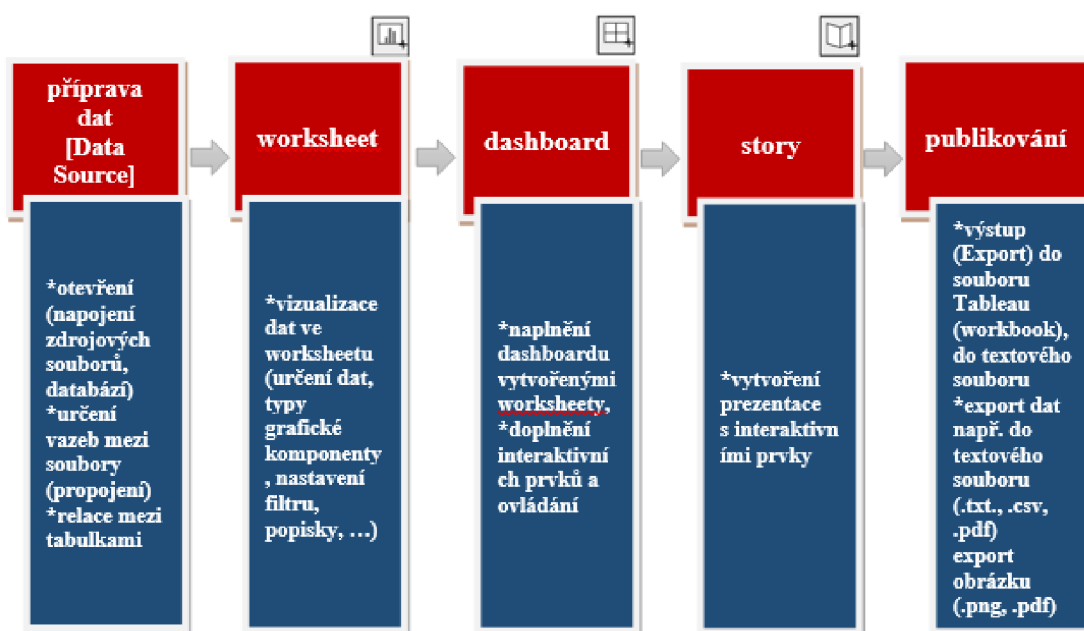 příprava
dat
[Data
Source]
worksheet
dashboard
story
publikování
*otevření
(napojení
zdrojových
souborů,
databází)
*určení
vazeb mezi
soubory
(propojení)
*relace mezi
tabulkami
*vizualizace
dat ve
worksheetu
(určení dat,
typy
grafické
komponenty
, nastavení
filtru,
popisky, …)
*naplnění
dashboardu
vytvořenými
worksheety,
*doplnění
interaktivní
ch prvků a
ovládání
*vytvoření
prezentace
s interaktivn
ími prvky
*výstup
(Export) do
souboru
Tableau
(workbook),
do textového
souboru
*export dat
např. do
textového
souboru
(.txt., .csv,
.pdf)
export
obrázku
(.png, .pdf)